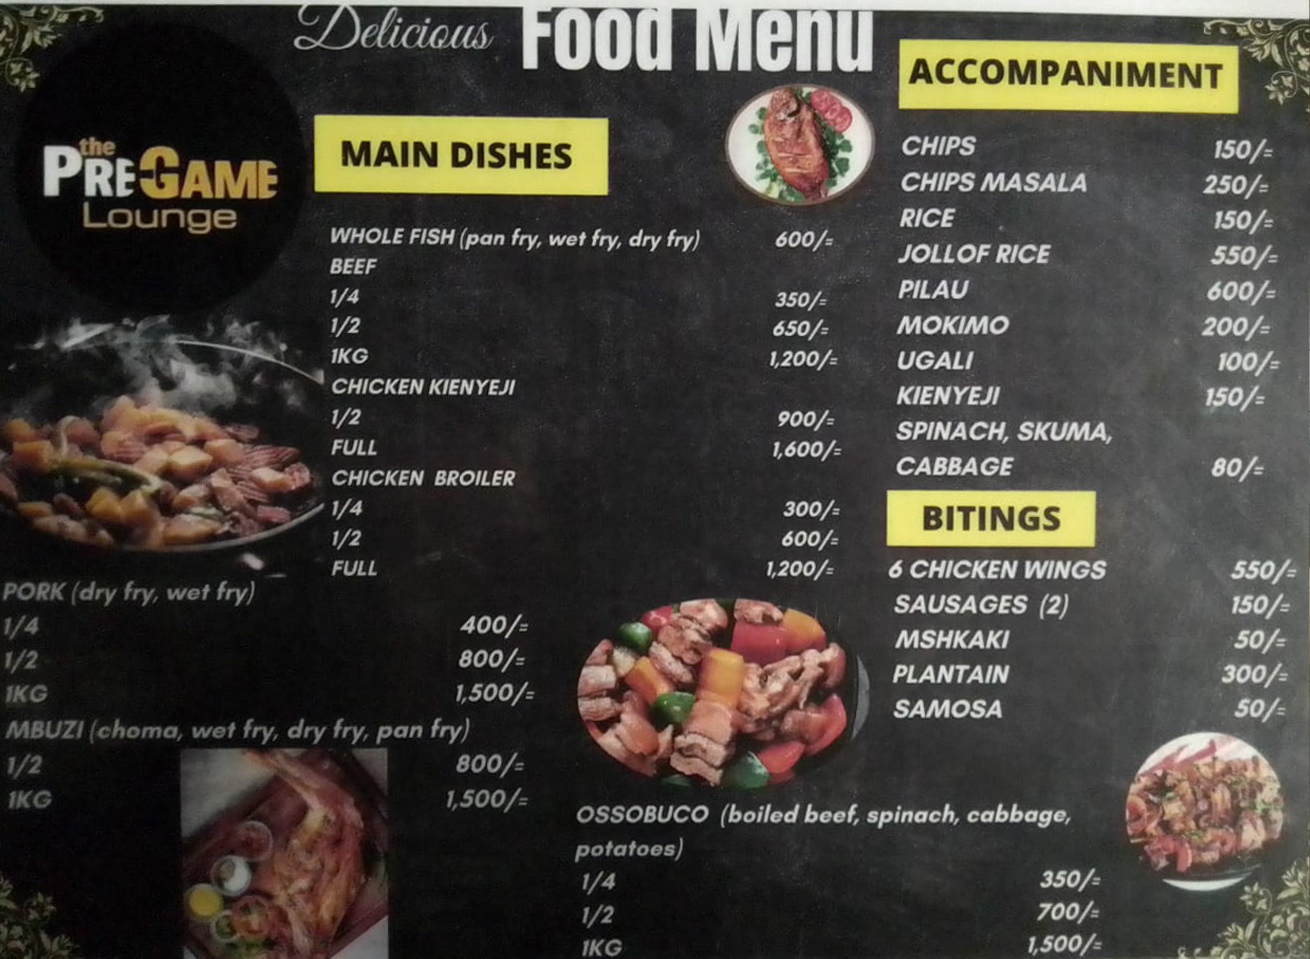 Delicious Food Menu
the
PREGAME
Lounge
MAIN DISHES
WHOLE FISH (pan fry, wet fry, dry fry) 600/=
BEEF
1/4 350/=
1/2 650/=
1KG 1,200/=
CHICKEN KIENYEJI
1/2 900/=
FULL 1,600/=
CHICKEN BROILER
1/4 300/=
1/2 600/=
FULL 1,200/=
PORK (dry fry, wet fry)
1/4 400/=
1/2 800/=
1KG 1,500/=
MBUZI (choma, wet fry, dry fry, pan fry)
1/2 800/=
1KG 1,500/=
OSSOBUCO (boiled beef, spinach, cabbage,
potatoes)
1/4 350/=
1/2 700/=
1KG 1,500/=
ACCOMPANIMENT
CHIPS 150/=
CHIPS MASALA 250/=
RICE 150/=
JOLLOF RICE 550/=
PILAU 600/=
MOKIMO 200/=
UGALI 100/=
KIENYEJI 150/=
SPINACH, SKUMA,
CABBAGE 80/=
BITINGS
6 CHICKEN WINGS 550/=
SAUSAGES (2) 150/=
MSHKAKI 50/=
PLANTAIN 300/=
SAMOSA 50/=